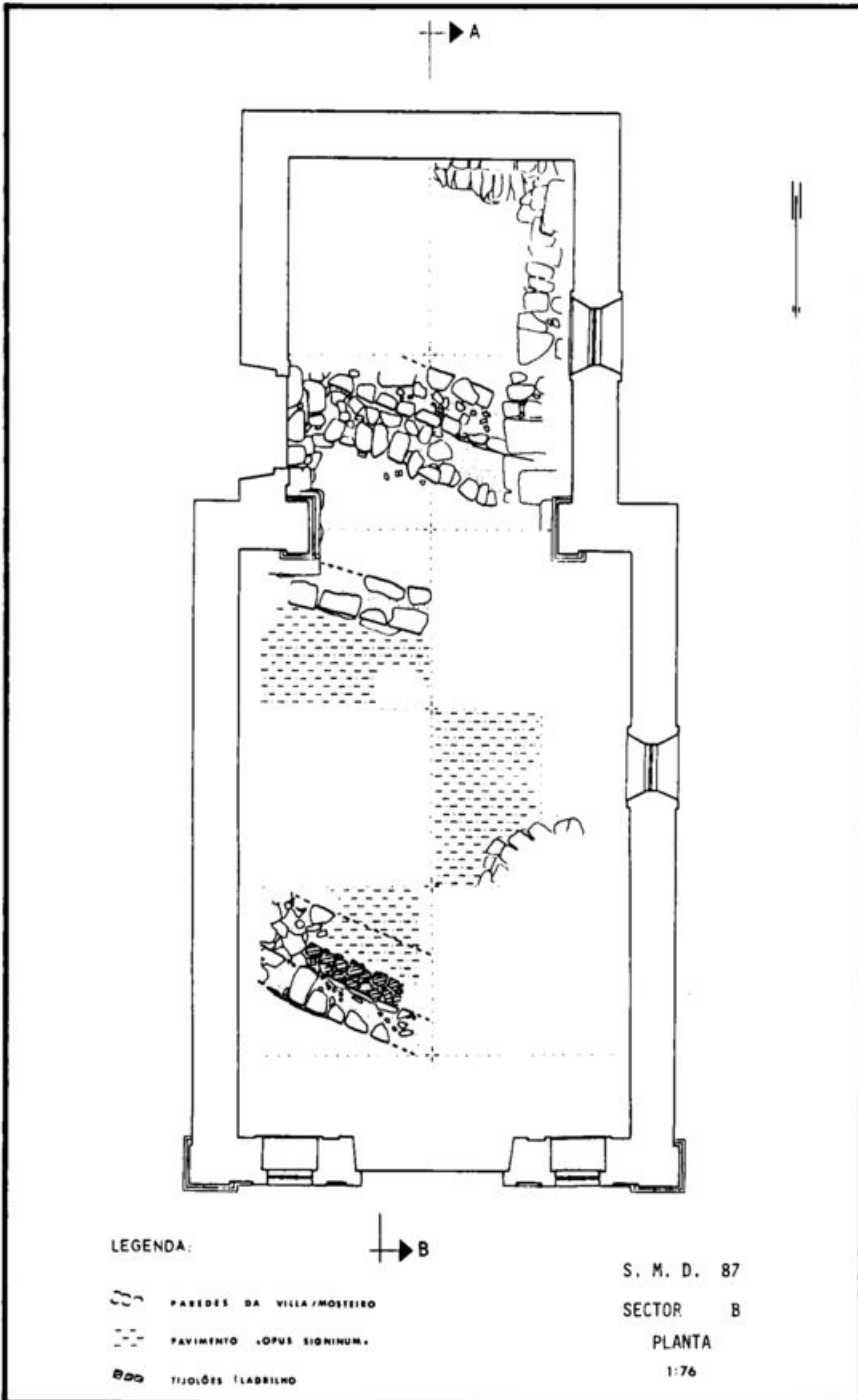 A
B
LEGENDA:
PAREDES DA VILLA/MOSTEIRO
PAVIMENTO «OPUS SIGNINUM»
TIJOLÕES (LADRILHO
S. M. D. 87
SECTOR B
PLANTA
1:76